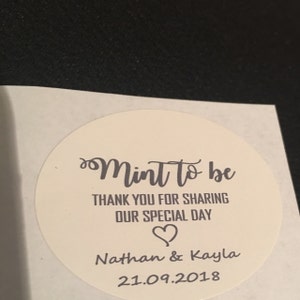 Mint to be
THANK YOU FOR SHARING
OUR SPECIAL DAY
Nathan & Kayla
21.09.2018